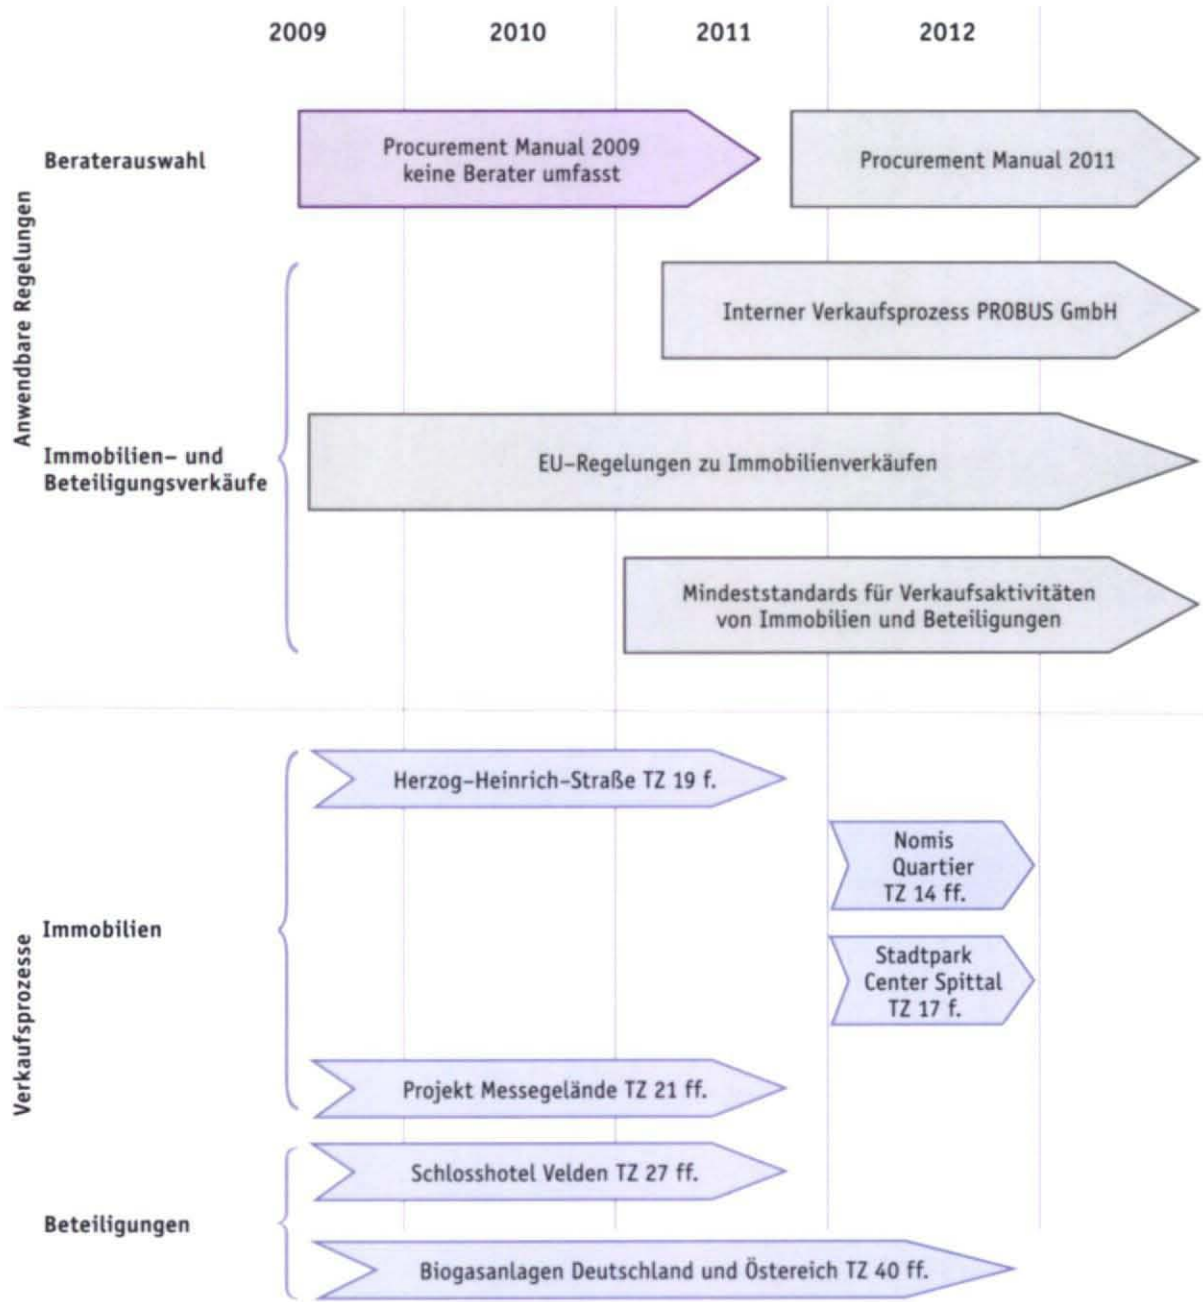 2009 2010 2011 2012
Anwendbare Regelungen
Beraterauswahl
Procurement Manual 2009
keine Berater umfasst
Procurement Manual 2011
Interner Verkaufsprozess PROBUS GmbH
Immobilien- und
Beteiligungsverkäufe
EU-Regelungen zu Immobilienverkäufen
Mindeststandards für Verkaufsaktivitäten
von Immobilien und Beteiligungen
Verkaufsprozesse
Immobilien
Herzog-Heinrich-Straße TZ 19 f.
Nomis
Quartier
TZ 14 ff.
Stadtpark
Center Spittal
TZ 17 f.
Projekt Messegelände TZ 21 ff.
Beteiligungen
Schlosshotel Velden TZ 27 ff.
Biogasanlagen Deutschland und Östereich TZ 40 ff.